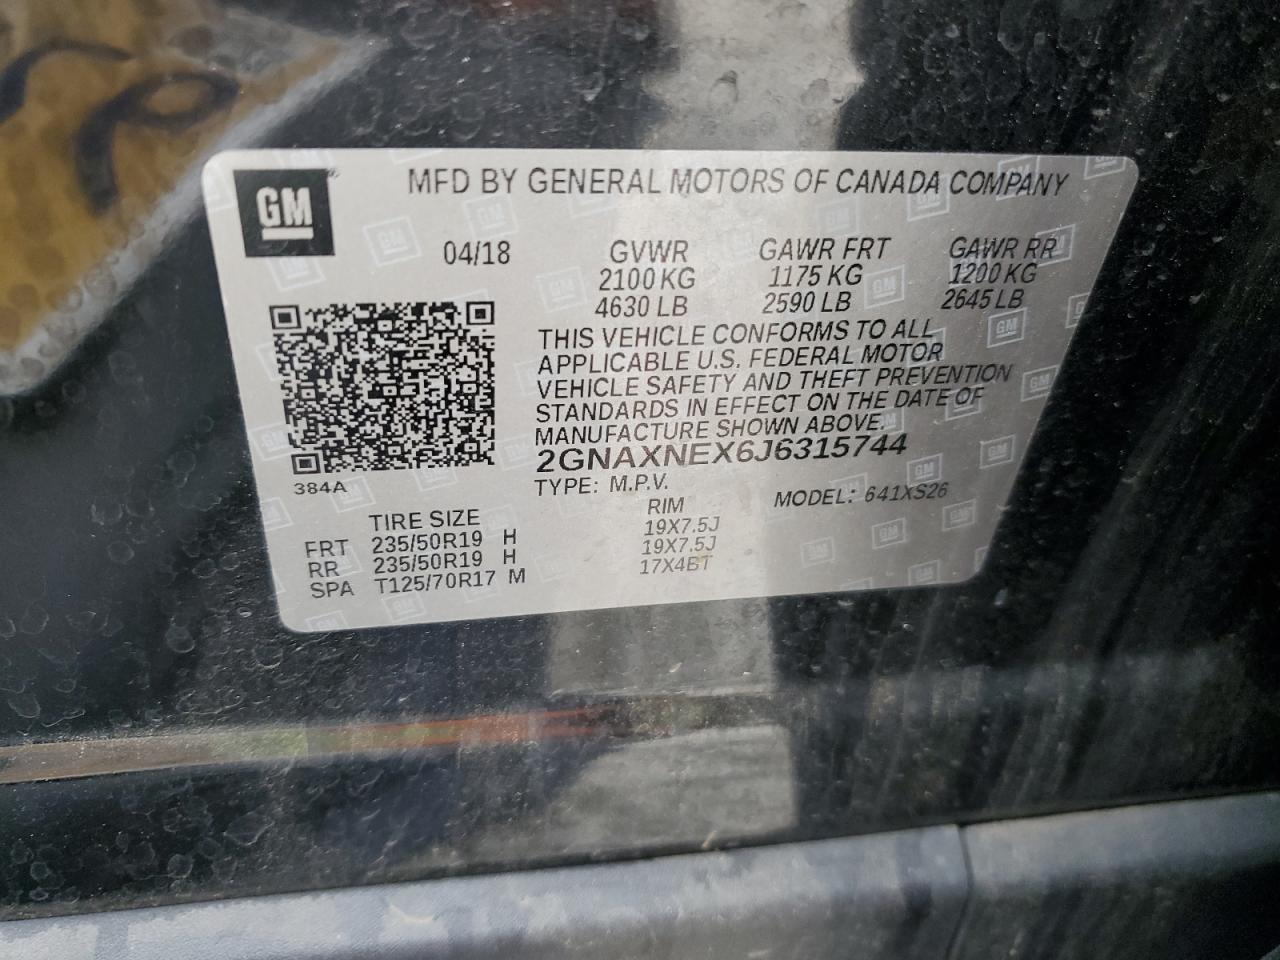 GM MFD BY GENERAL MOTORS OF CANADA COMPANY
04/18 GVWR GAWR FRT GAWR RR
2100 KG 1175 KG 1200 KG
4630 LB 2590 LB 2645 LB
THIS VEHICLE CONFORMS TO ALL
APPLICABLE U.S. FEDERAL MOTOR
VEHICLE SAFETY AND THEFT PREVENTION
STANDARDS IN EFFECT ON THE DATE OF
MANUFACTURE SHOWN ABOVE.
2GNAXNEX6J6315744
384A TYPE: M.P.V. MODEL: 641XS26
TIRE SIZE RIM
FRT 235/50R19 H 19X7.5J
RR 235/50R19 H 19X7.5J
SPA T125/70R17 M 17X4BT